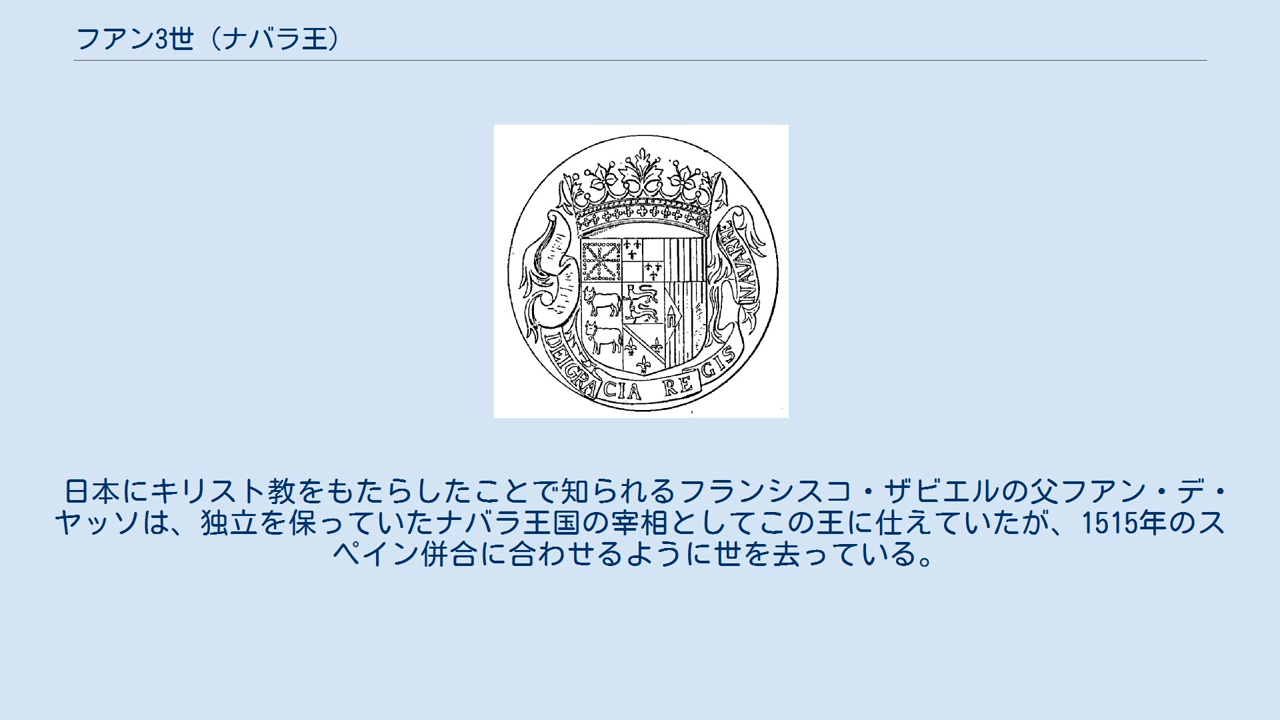 フアン3世（ナバラ王）
DEI GRACIA REGIS
NAVARRE
日本にキリスト教をもたらしたことで知られるフランシスコ・ザビエルの父フアン・デ・
ヤッソは、独立を保っていたナバラ王国の宰相としてこの王に仕えていたが、1515年のス
ペイン併合に合わせるように世を去っている。